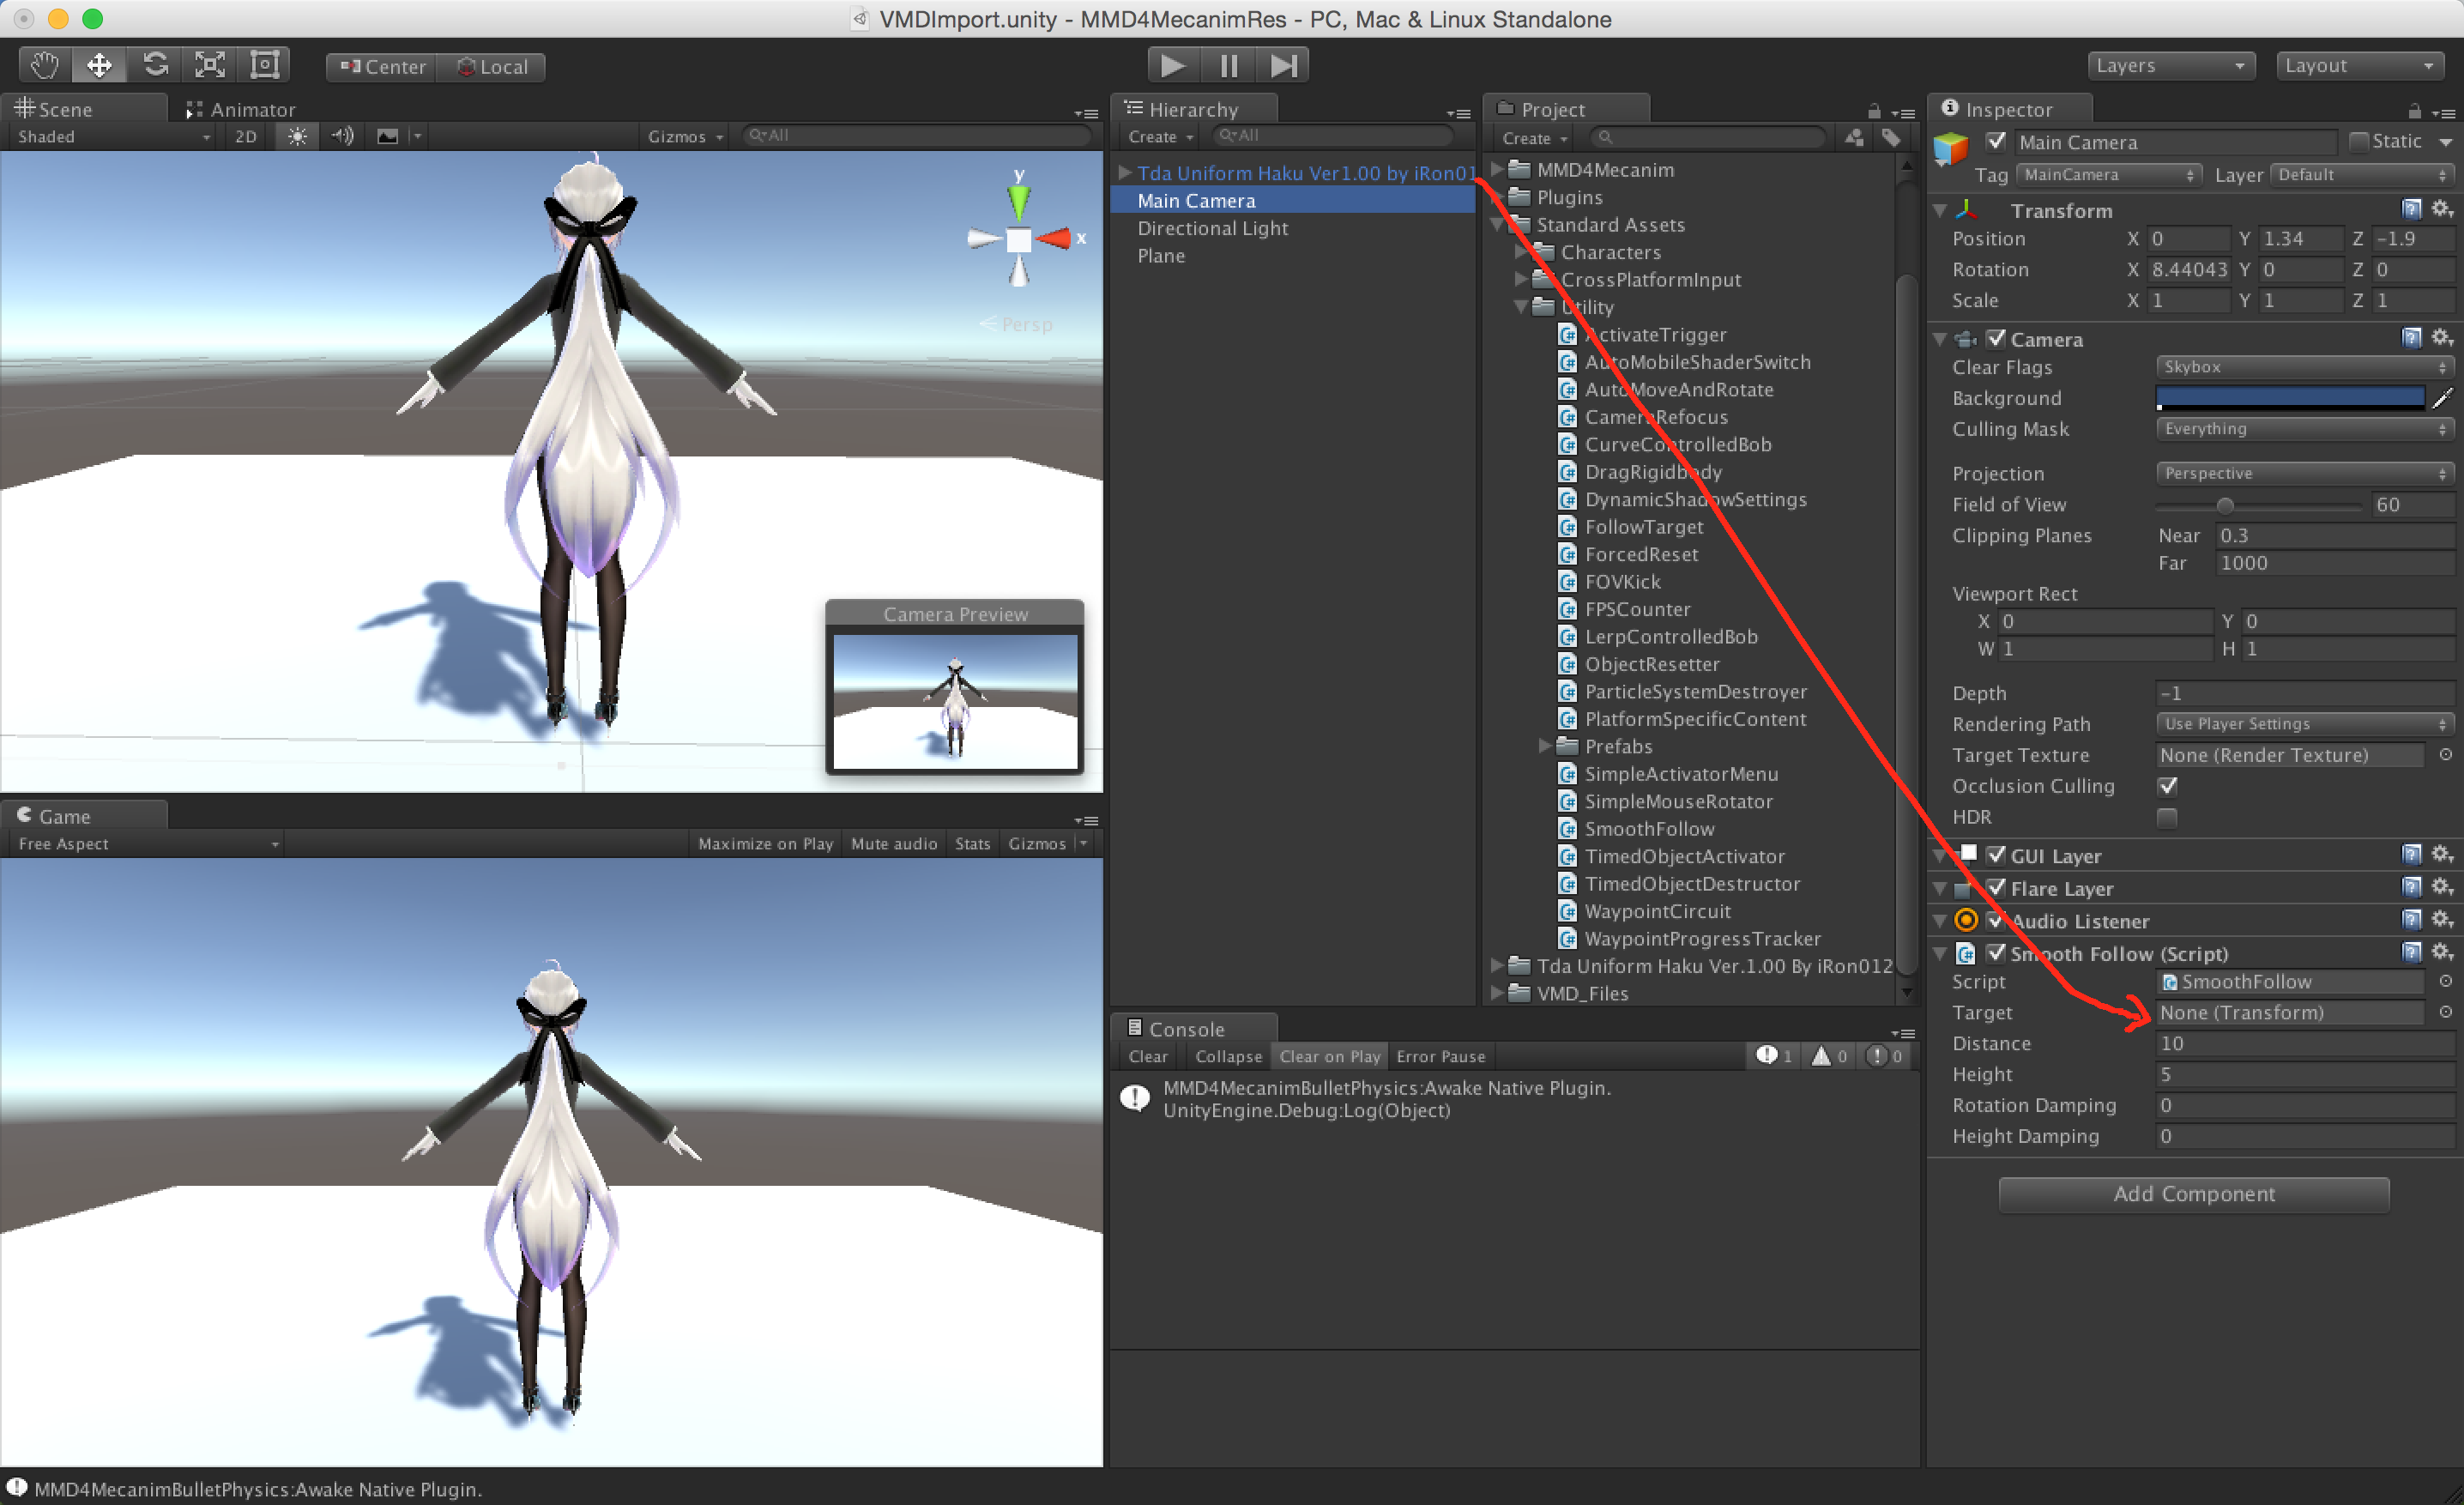 VMDImport.unity - MMD4MecanimRes - PC, Mac & Linux Standalone
Center Local
Layers Layout
Scene Animator
Shaded 2D Gizmos All
y
x
Persp
Camera Preview
Game
Free Aspect Maximize on Play Mute audio Stats Gizmos
Hierarchy
Create All
Tda Uniform Haku Ver1.00 by iRon01
Main Camera
Directional Light
Plane
Project
Create
MMD4Mecanim
Plugins
Standard Assets
Characters
CrossPlatformInput
Utility
ActivateTrigger
AutoMobileShaderSwitch
AutoMoveAndRotate
CameraRefocus
CurveControlledBob
DragRigidbody
DynamicShadowSettings
FollowTarget
ForcedReset
FOVKick
FPSCounter
LerpControlledBob
ObjectResetter
ParticleSystemDestroyer
PlatformSpecificContent
Prefabs
SimpleActivatorMenu
SimpleMouseRotator
SmoothFollow
TimedObjectActivator
TimedObjectDestructor
WaypointCircuit
WaypointProgressTracker
Tda Uniform Haku Ver.1.00 By iRon012
VMD_Files
Console
Clear Collapse Clear on Play Error Pause 1 0 0
MMD4MecanimBulletPhysics:Awake Native Plugin.
UnityEngine.Debug:Log(Object)
Inspector
Main Camera Static
Tag MainCamera Layer Default
Transform
Position X 0 Y 1.34 Z -1.9
Rotation X 8.44043 Y 0 Z 0
Scale X 1 Y 1 Z 1
Camera
Clear Flags Skybox
Background
Culling Mask Everything
Projection Perspective
Field of View 60
Clipping Planes Near 0.3
Far 1000
Viewport Rect
X 0 Y 0
W 1 H 1
Depth -1
Rendering Path Use Player Settings
Target Texture None (Render Texture)
Occlusion Culling
HDR
GUI Layer
Flare Layer
Audio Listener
Smooth Follow (Script)
Script SmoothFollow
Target None (Transform)
Distance 10
Height 5
Rotation Damping 0
Height Damping 0
Add Component
MMD4MecanimBulletPhysics:Awake Native Plugin.